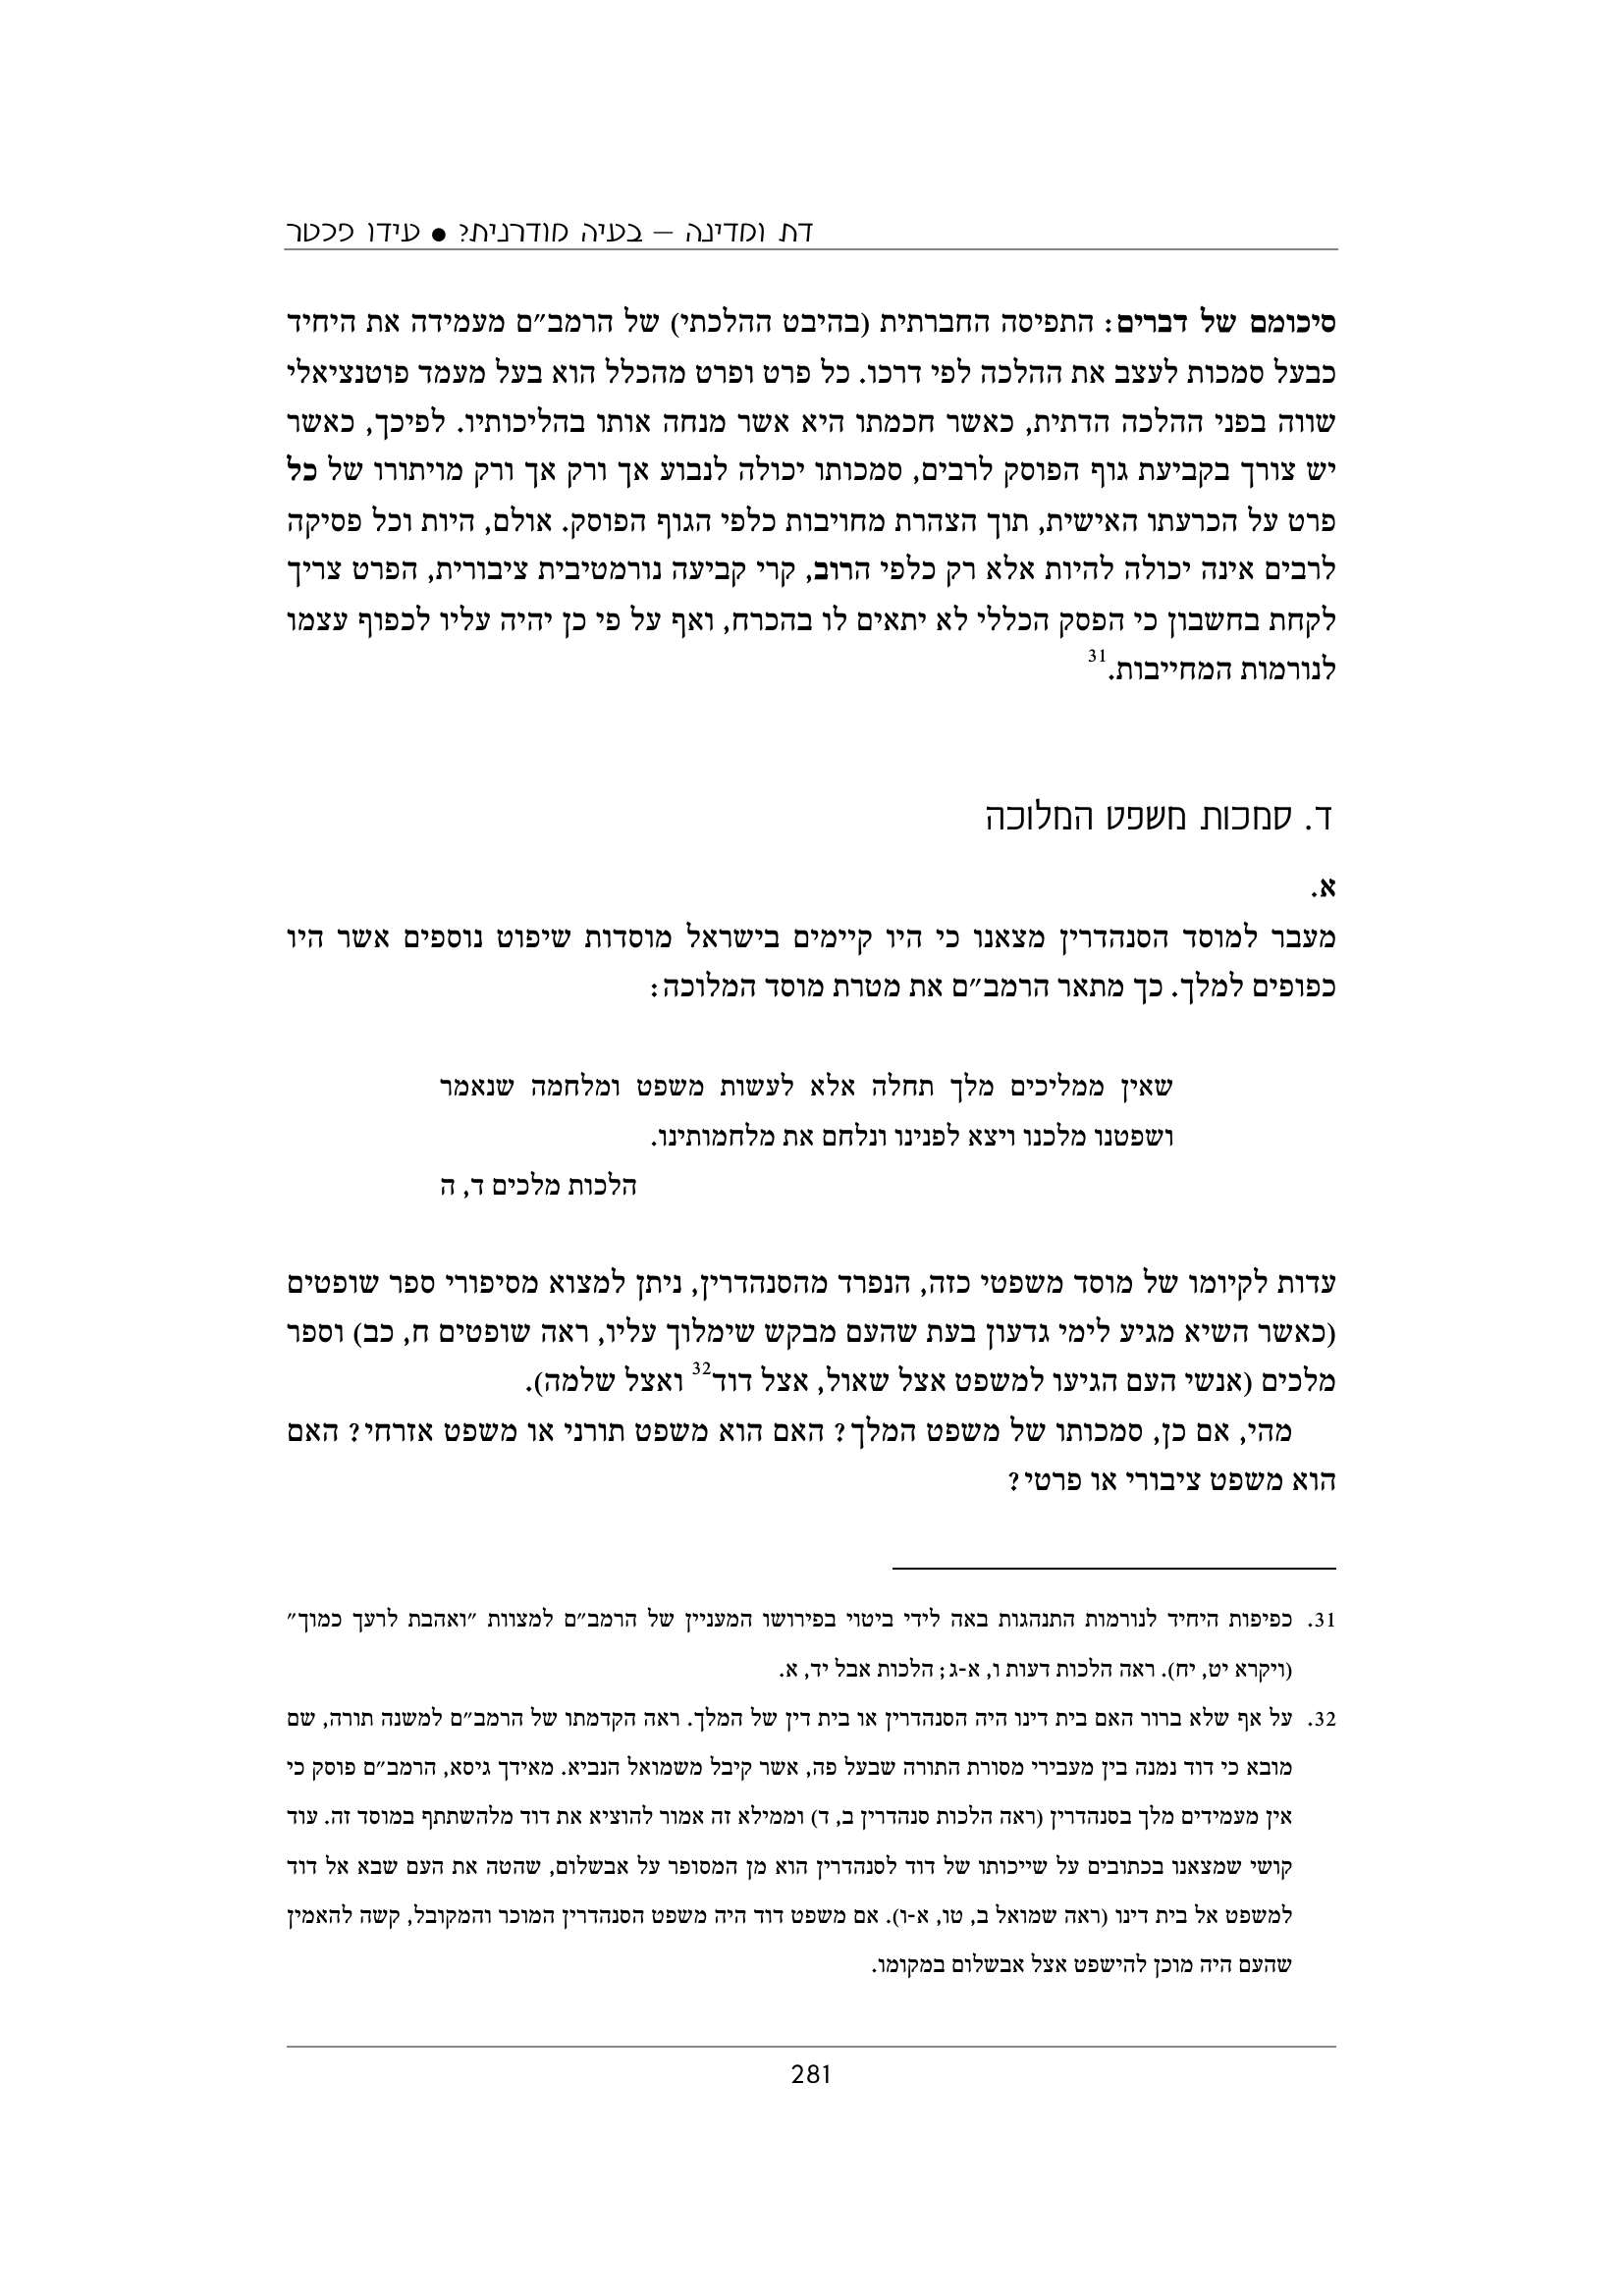 דת ומדינה – בעיה מודרנית? ● עידו פכטר
סיכומם של דברים: התפיסה החברתית (בהיבט ההלכתי) של הרמב״ם מעמידה את היחיד
כבעל סמכות לעצב את ההלכה לפי דרכו. כל פרט ופרט מהכלל הוא בעל מעמד פוטנציאלי
שווה בפני ההלכה הדתית, כאשר חכמתו היא אשר מנחה אותו בהליכותיו. לפיכך, כאשר
יש צורך בקביעת גוף הפוסק לרבים, סמכותו יכולה לנבוע אך ורק אך ורק מויתורו של כל
פרט על הכרעתו האישית, תוך הצהרת מחויבות כלפי הגוף הפוסק. אולם, היות וכל פסיקה
לרבים אינה יכולה להיות אלא רק כלפי הרוב, קרי קביעה נורמטיבית ציבורית, הפרט צריך
לקחת בחשבון כי הפסק הכללי לא יתאים לו בהכרח, ואף על פי כן יהיה עליו לכפוף עצמו
לנורמות המחייבות.31
ד. סמכות משפט המלוכה
א.
מעבר למוסד הסנהדרין מצאנו כי היו קיימים בישראל מוסדות שיפוט נוספים אשר היו
כפופים למלך. כך מתאר הרמב״ם את מטרת מוסד המלוכה:
שאין ממליכים מלך תחלה אלא לעשות משפט ומלחמה שנאמר
ושפטנו מלכנו ויצא לפנינו ונלחם את מלחמותינו.
הלכות מלכים ד, ה
עדות לקיומו של מוסד משפטי כזה, הנפרד מהסנהדרין, ניתן למצוא מסיפורי ספר שופטים
(כאשר השיא מגיע לימי גדעון בעת שהעם מבקש שימלוך עליו, ראה שופטים ח, כב) וספר
מלכים (אנשי העם הגיעו למשפט אצל שאול, אצל דוד32 ואצל שלמה).
מהי, אם כן, סמכותו של משפט המלך? האם הוא משפט תורני או משפט אזרחי? האם
הוא משפט ציבורי או פרטי?
31. כפיפות היחיד לנורמות התנהגות באה לידי ביטוי בפירושו המעניין של הרמב״ם למצוות ״ואהבת לרעך כמוך״
(ויקרא יט, יח). ראה הלכות דעות ו, א-ג; הלכות אבל יד, א.
32. על אף שלא ברור האם בית דינו היה הסנהדרין או בית דין של המלך. ראה הקדמתו של הרמב״ם למשנה תורה, שם
מובא כי דוד נמנה בין מעבירי מסורת התורה שבעל פה, אשר קיבל משמואל הנביא. מאידך גיסא, הרמב״ם פוסק כי
אין מעמידים מלך בסנהדרין (ראה הלכות סנהדרין ב, ד) וממילא זה אמור להוציא את דוד מלהשתתף במוסד זה. עוד
קושי שמצאנו בכתובים על שייכותו של דוד לסנהדרין הוא מן המסופר על אבשלום, שהטה את העם שבא אל דוד
למשפט אל בית דינו (ראה שמואל ב, טו, א-ו). אם משפט דוד היה משפט הסנהדרין המוכר והמקובל, קשה להאמין
שהעם היה מוכן להישפט אצל אבשלום במקומו.
281